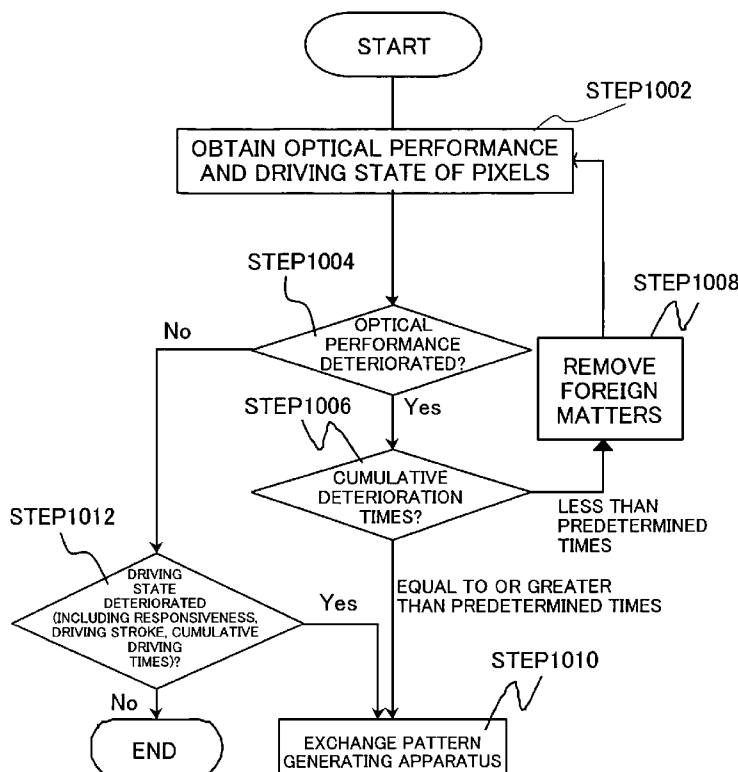 START
STEP1002
OBTAIN OPTICAL PERFORMANCE
AND DRIVING STATE OF PIXELS
STEP1004
STEP1008
No
OPTICAL
PERFORMANCE
DETERIORATED?
REMOVE
FOREIGN
MATTERS
STEP1006
Yes
CUMULATIVE
DETERIORATION
TIMES?
LESS THAN
PREDETERMINED
TIMES
STEP1012
DRIVING
STATE
DETERIORATED
(INCLUDING RESPONSIVENESS,
DRIVING STROKE, CUMULATIVE
DRIVING
TIMES)?
Yes
EQUAL TO OR GREATER
THAN PREDETERMINED TIMES
STEP1010
No
END
EXCHANGE PATTERN
GENERATING APPARATUS